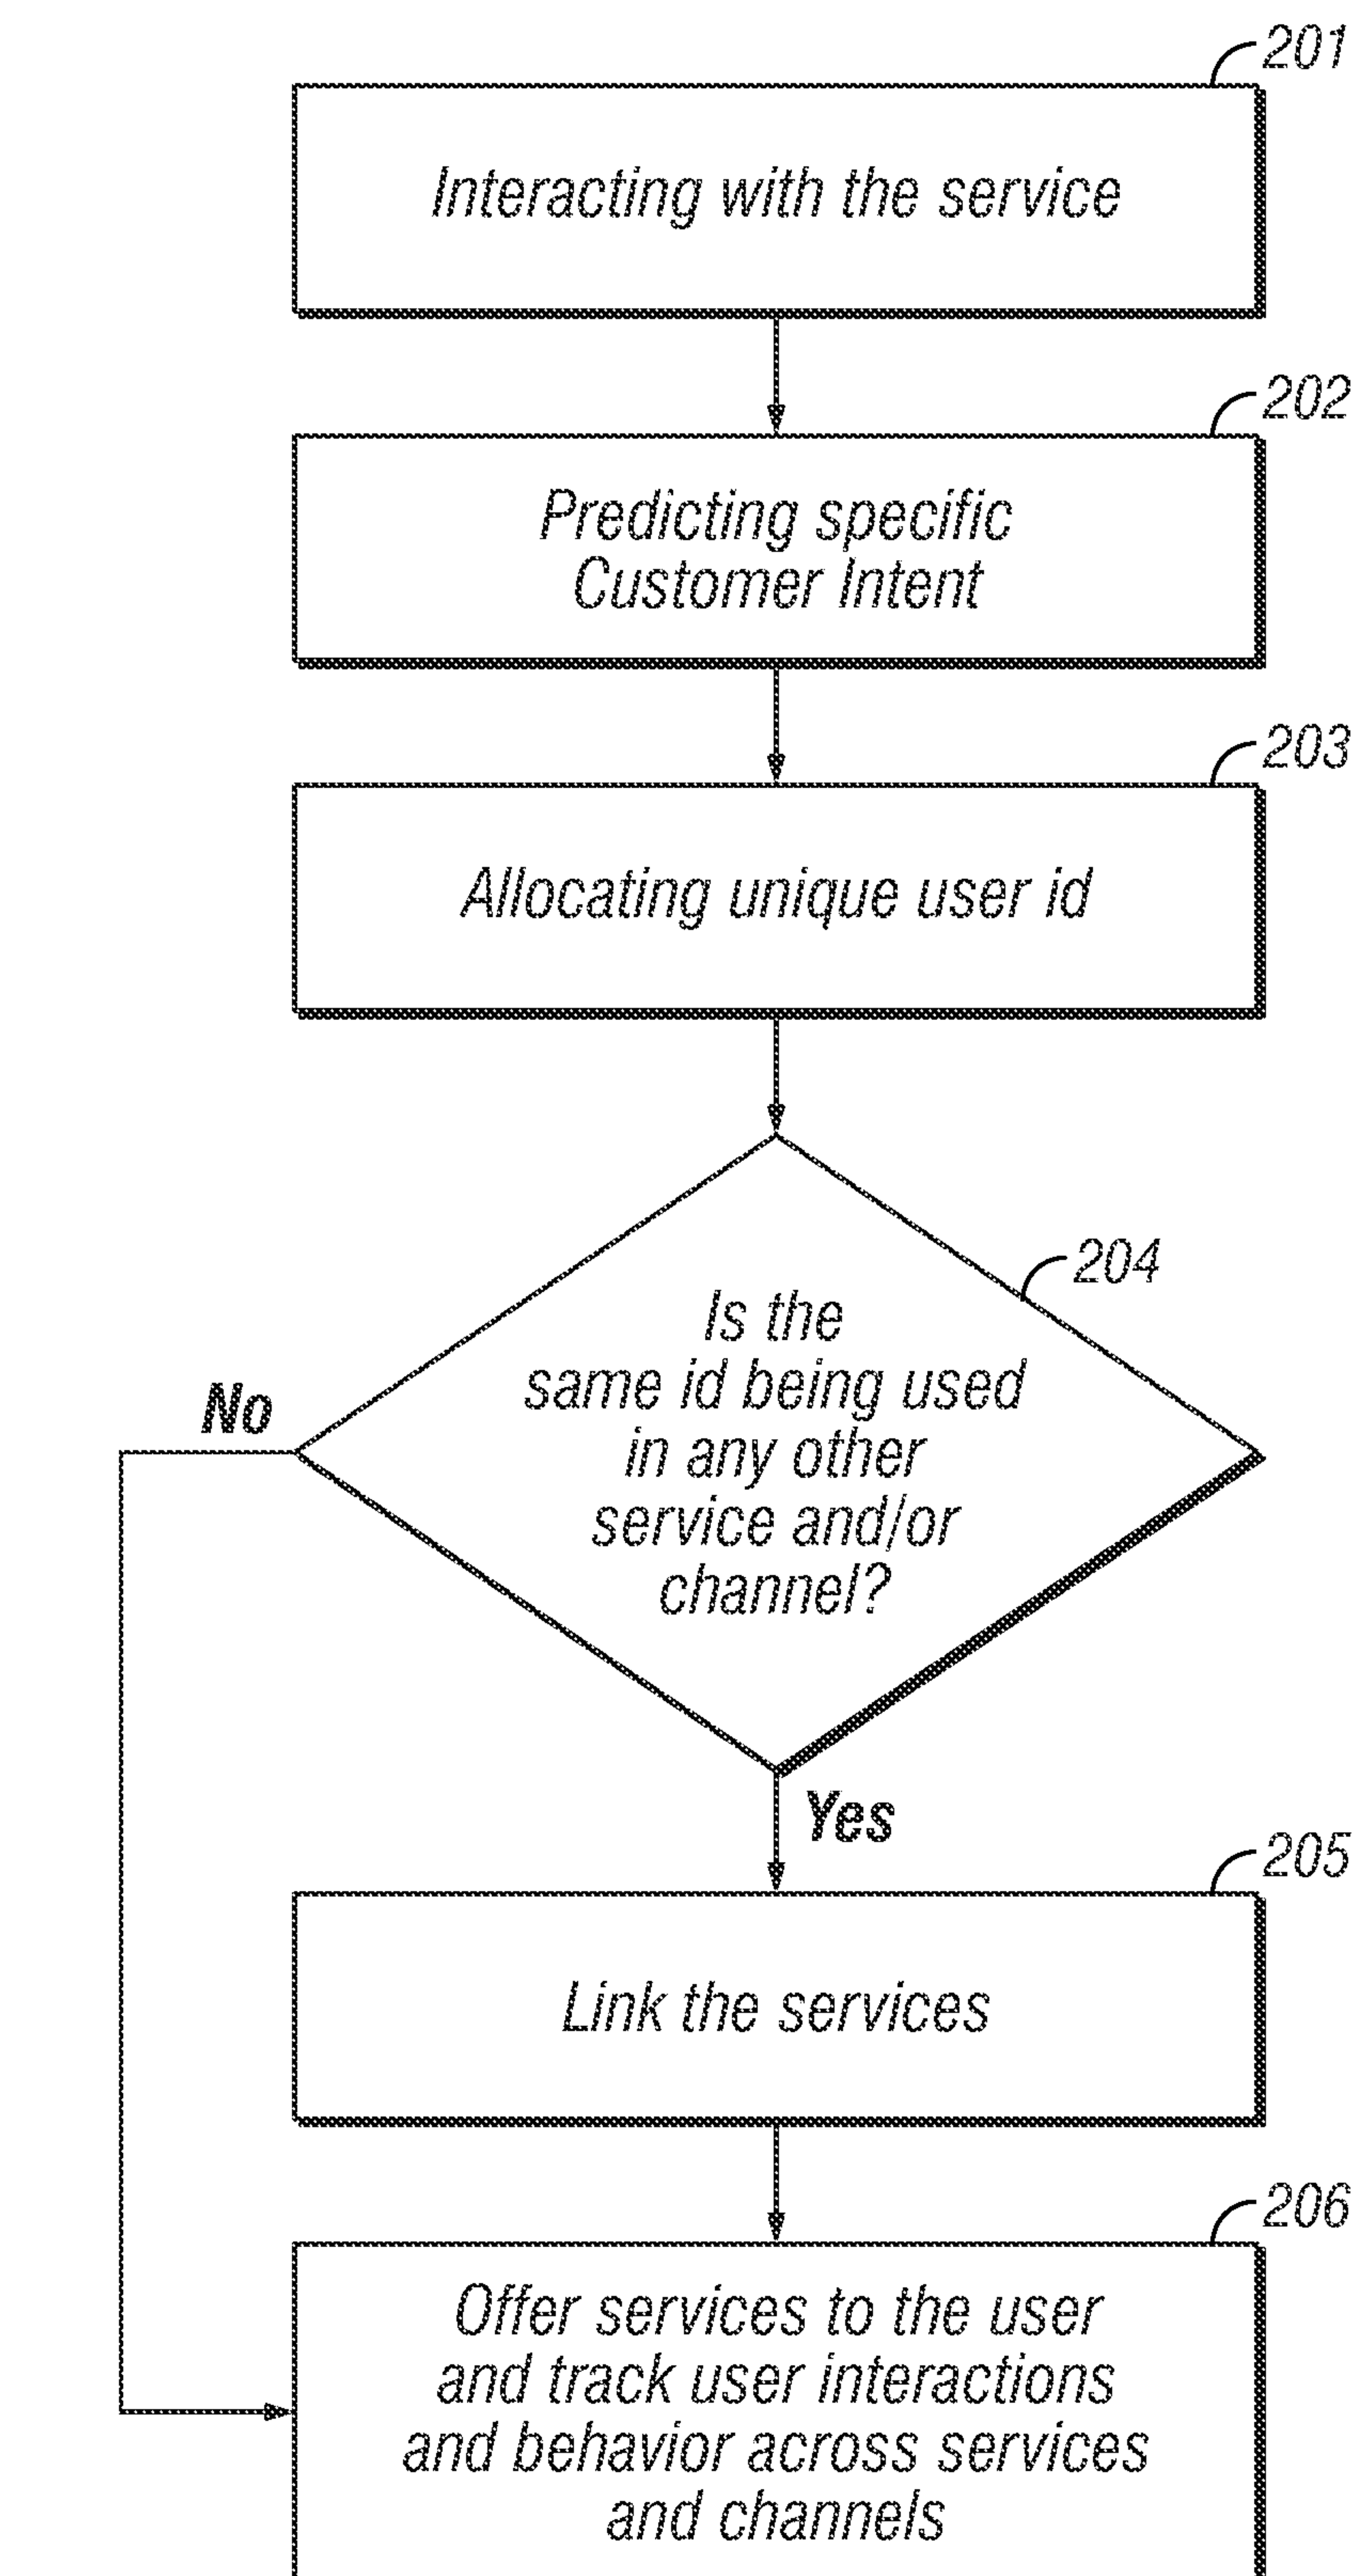 201
Interacting with the service
202
Predicting specific
Customer Intent
203
Allocating unique user id
204
Is the
same id being used
in any other
service and/or
channel?
No
Yes
205
Link the services
206
Offer services to the user
and track user interactions
and behavior across services
and channels